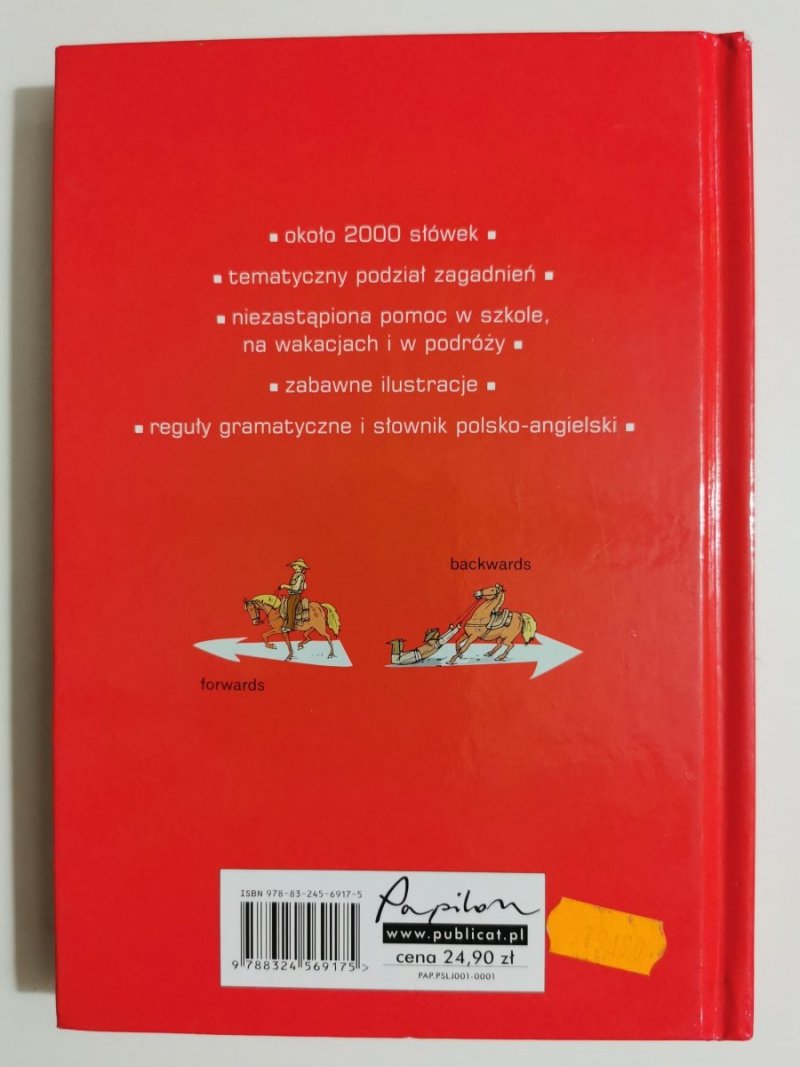 ▪ około 2000 słówek ▪
▪ tematyczny podział zagadnień ▪
▪ niezastąpiona pomoc w szkole,
na wakacjach i w podróży ▪
▪ zabawne ilustracje ▪
▪ reguły gramatyczne i słownik polsko-angielski ▪
backwards
forwards
ISBN 978-83-245-6917-5
9 788324 569175 >
Papilon
www.publicat.pl
cena 24,90 zł
PAP.PSLJ001-0001